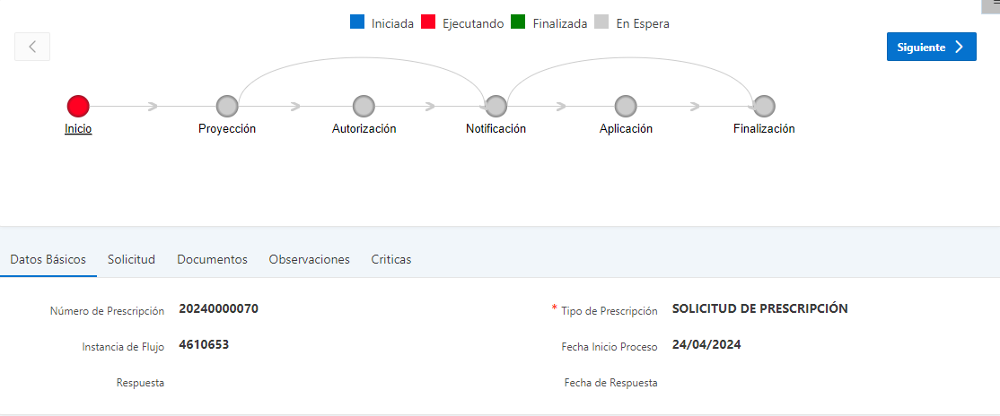 Iniciada Ejecutando Finalizada En Espera
Siguiente
Inicio Proyección Autorización Notificación Aplicación Finalización
Datos Básicos Solicitud Documentos Observaciones Criticas
Número de Prescripción 20240000070 * Tipo de Prescripción SOLICITUD DE PRESCRIPCIÓN
Instancia de Flujo 4610653 Fecha Inicio Proceso 24/04/2024
Respuesta Fecha de Respuesta